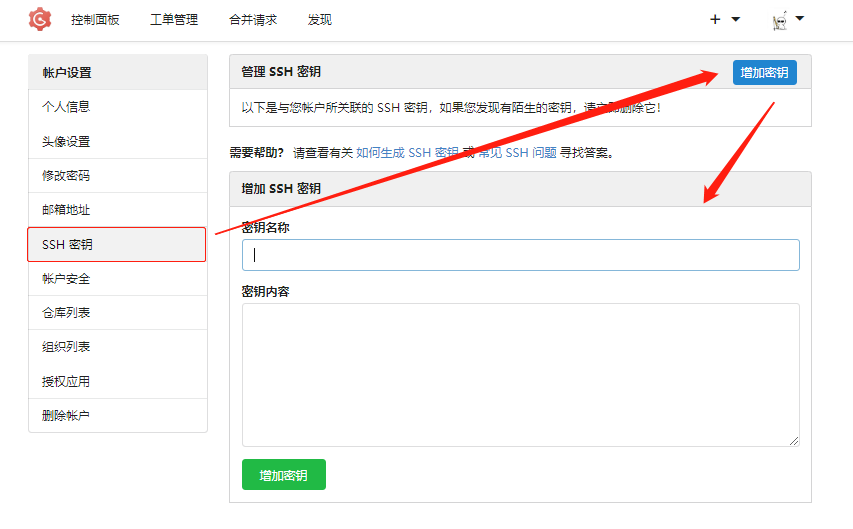 控制面板 工单管理 合并请求 发现
帐户设置
个人信息
头像设置
修改密码
邮箱地址
SSH 密钥
帐户安全
仓库列表
组织列表
授权应用
删除帐户
管理 SSH 密钥 增加密钥
以下是与您帐户所关联的 SSH 密钥，如果您发现有陌生的密钥，请立即删除它！
需要帮助？ 请查看有关 如何生成 SSH 密钥 或 常见 SSH 问题 寻找答案。
增加 SSH 密钥
密钥名称
密钥内容
增加密钥